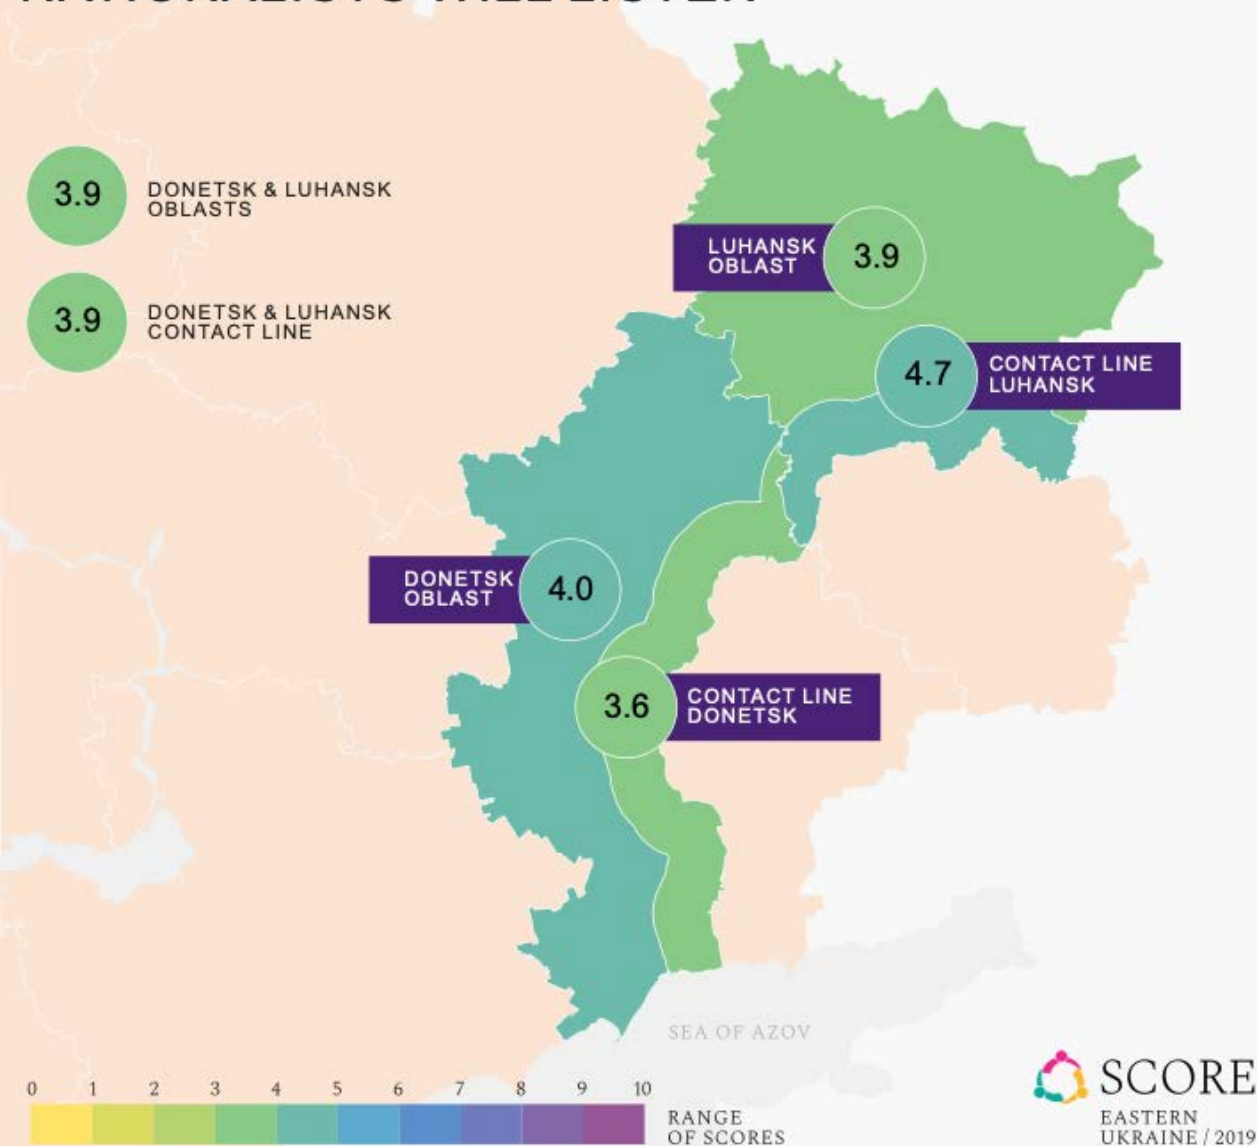 3.9
DONETSK & LUHANSK
OBLASTS
3.9
DONETSK & LUHANSK
CONTACT LINE
LUHANSK
OBLAST
3.9
4.7
CONTACT LINE
LUHANSK
DONETSK
OBLAST
4.0
3.6
CONTACT LINE
DONETSK
SEA OF AZOV
0 1 2 3 4 5 6 7 8 9 10
RANGE
OF SCORES
SCORE
EASTERN
UKRAINE / 2019